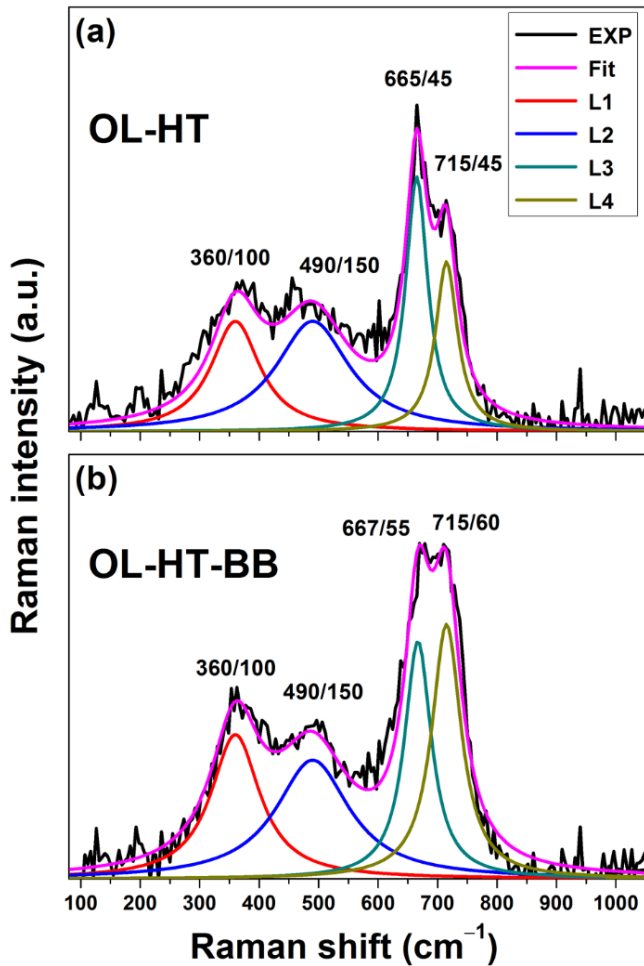 (a)
OL-HT
EXP
Fit
L1
L2
L3
L4
665/45
715/45
360/100
490/150
(b)
OL-HT-BB
667/55
715/60
360/100
490/150
100 200 300 400 500 600 700 800 900 1000
Raman shift (cm⁻¹)
Raman intensity (a.u.)